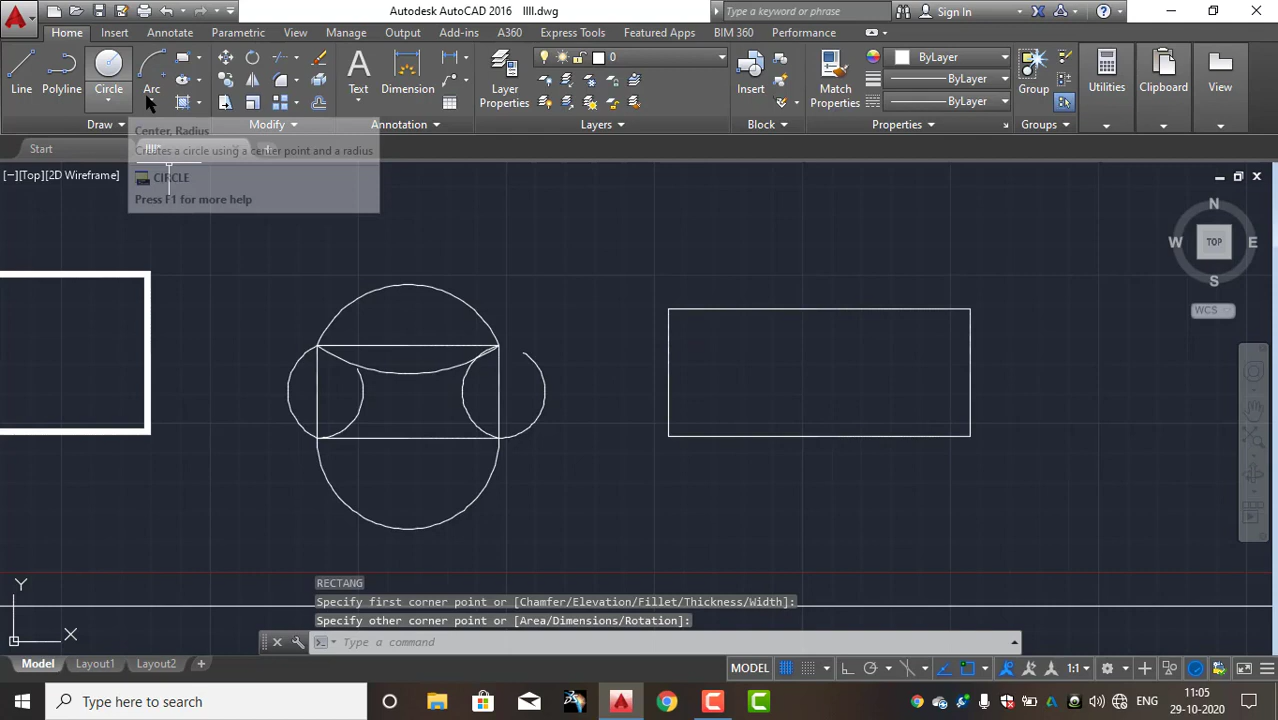 Autodesk AutoCAD 2016 llll.dwg
Type a keyword or phrase
Sign In
Home Insert Annotate Parametric View Manage Output Add-ins A360 Express Tools Featured Apps BIM 360 Performance
Line Polyline Circle Arc
Text Dimension
Layer
Properties
0
Insert
Match
Properties
ByLayer
ByLayer
ByLayer
Group
Utilities Clipboard View
Draw Modify Annotation Layers Block Properties Groups
Start
Center, Radius
Creates a circle using a center point and a radius
CIRCLE
Press F1 for more help
[−][Top][2D Wireframe]
N
W TOP E
S
WCS
Y
X
RECTANG
Specify first corner point or [Chamfer/Elevation/Fillet/Thickness/Width]:
Specify other corner point or [Area/Dimensions/Rotation]:
Type a command
Model Layout1 Layout2 +
MODEL 1:1
Type here to search
ENG
11:05
29-10-2020